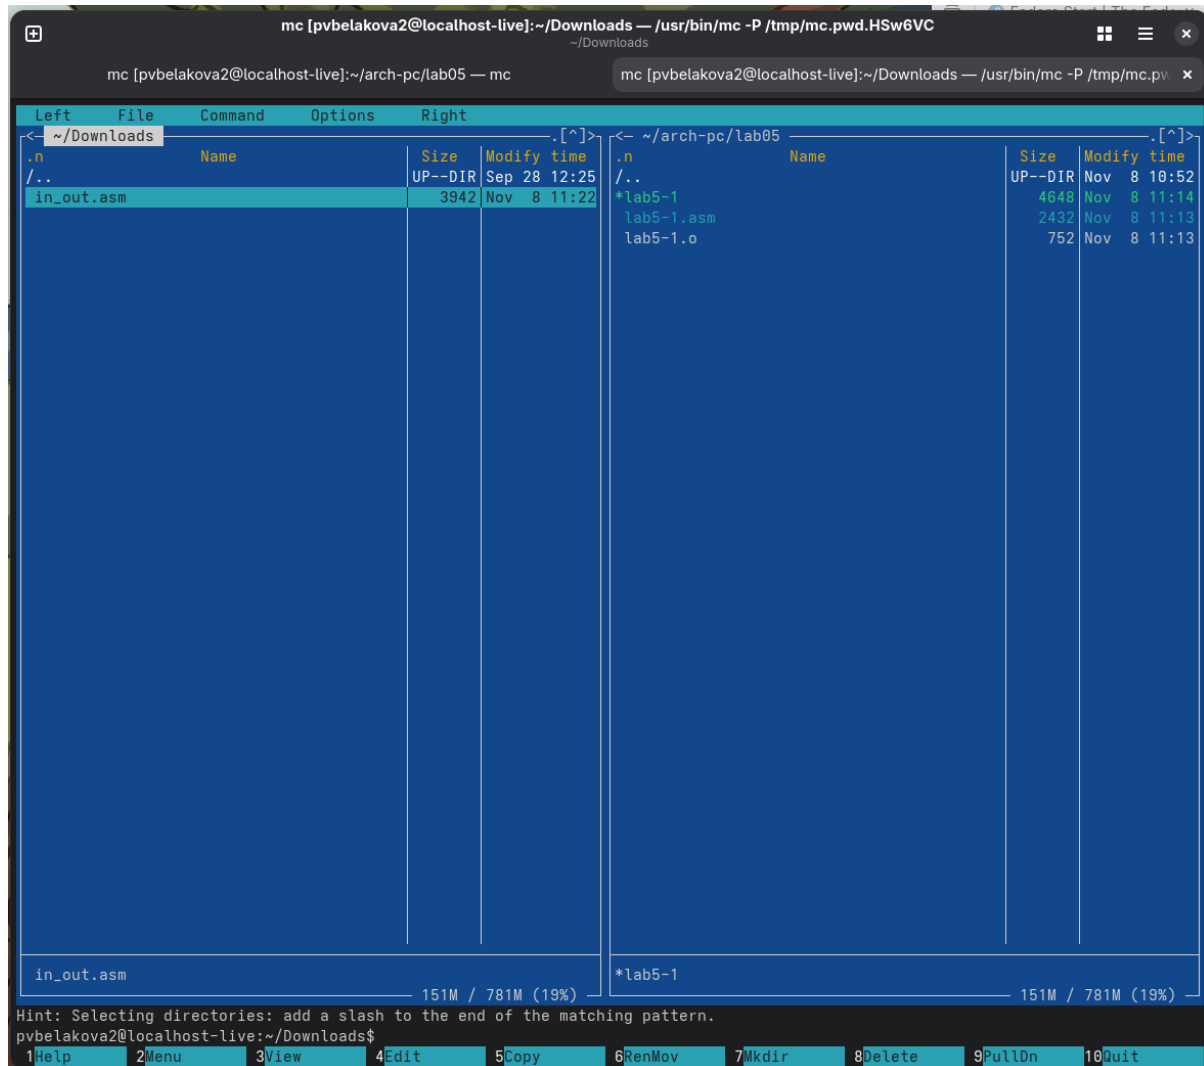 Fedora Start | The Fedora
mc [pvbelakova2@localhost-live]:~/Downloads — /usr/bin/mc -P /tmp/mc.pwd.HSw6VC
~/Downloads
mc [pvbelakova2@localhost-live]:~/arch-pc/lab05 — mc
mc [pvbelakova2@localhost-live]:~/Downloads — /usr/bin/mc -P /tmp/mc.pw
Left File Command Options Right
<─ ~/Downloads ─.[^]>
.n Name Size Modify time
/.. UP--DIR Sep 28 12:25
in_out.asm 3942 Nov 8 11:22
in_out.asm
151M / 781M (19%)
<─ ~/arch-pc/lab05 ─.[^]>
.n Name Size Modify time
/.. UP--DIR Nov 8 10:52
*lab5-1 4648 Nov 8 11:14
lab5-1.asm 2432 Nov 8 11:13
lab5-1.o 752 Nov 8 11:13
*lab5-1
151M / 781M (19%)
Hint: Selecting directories: add a slash to the end of the matching pattern.
pvbelakova2@localhost-live:~/Downloads$
1Help 2Menu 3View 4Edit 5Copy 6RenMov 7Mkdir 8Delete 9PullDn 10Quit